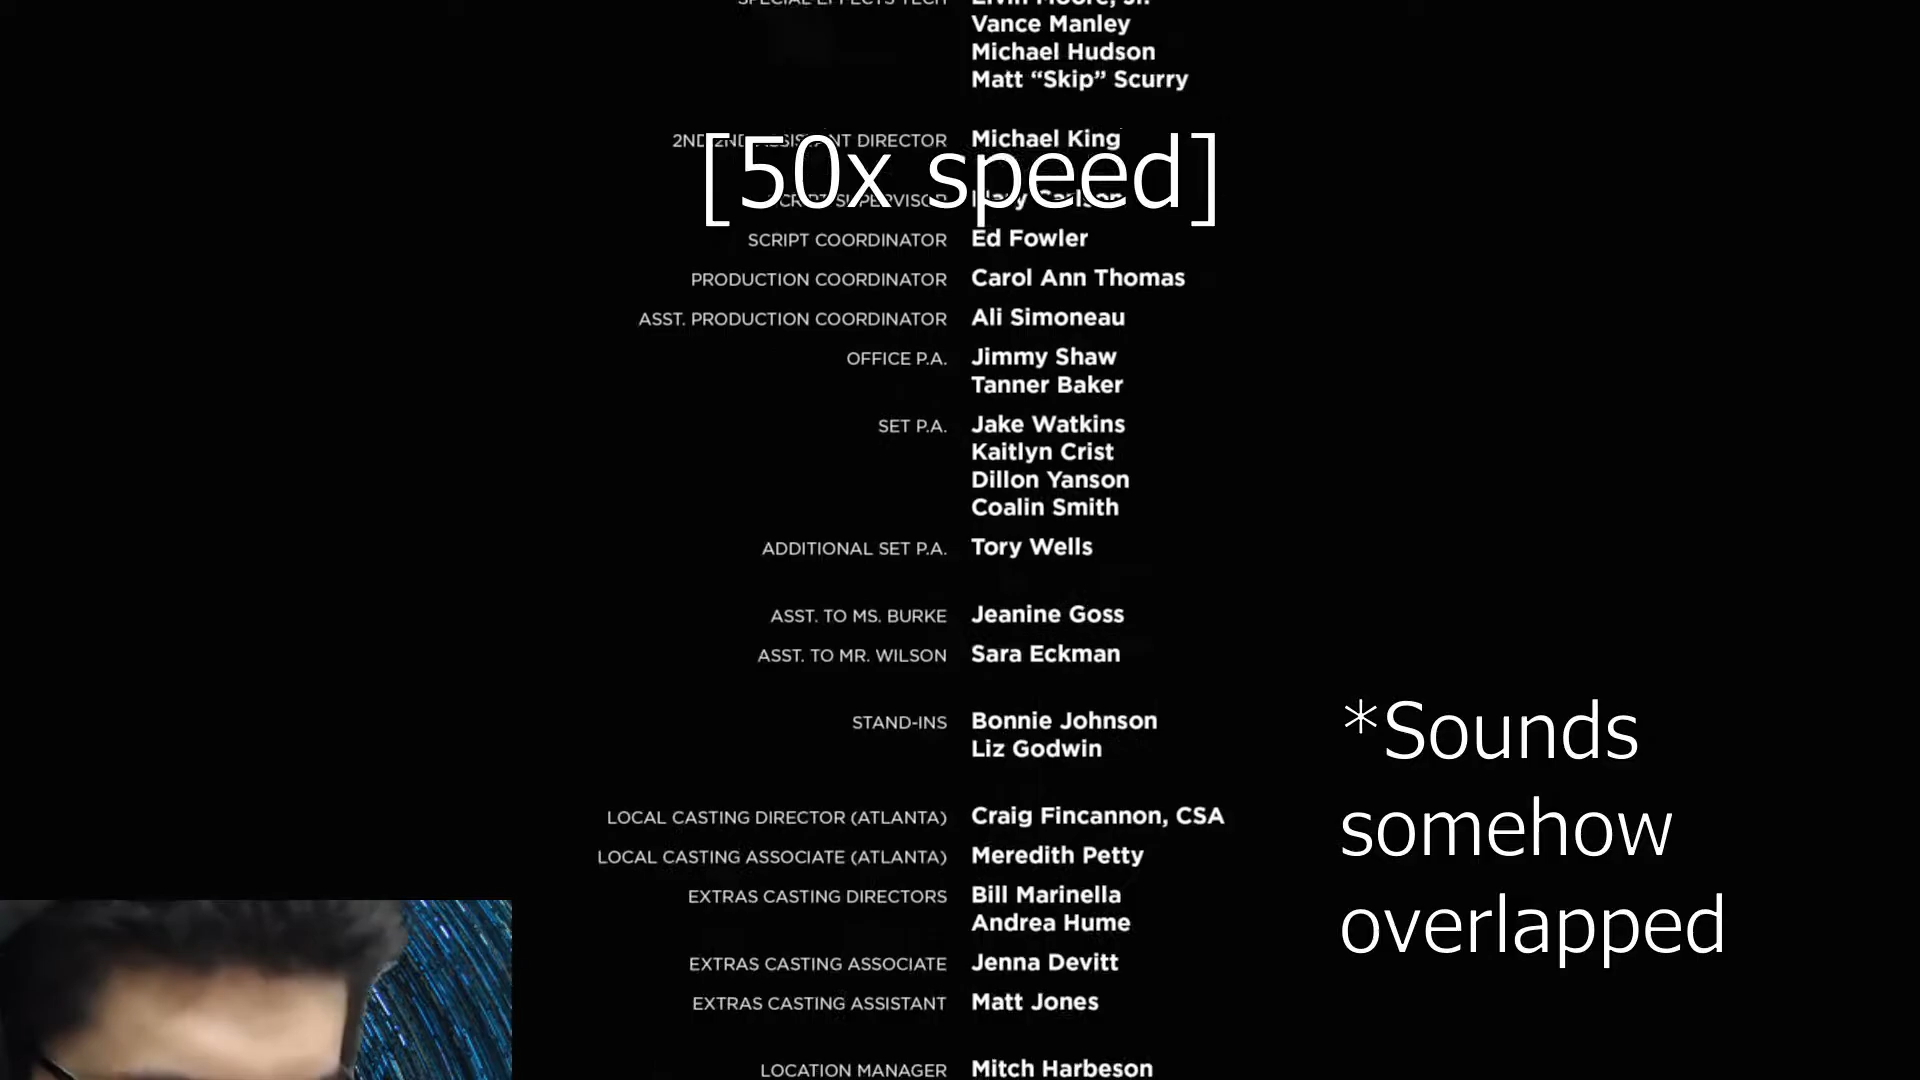 Vance Manley
Michael Hudson
Matt “Skip” Scurry
DIRECTOR Michael King
[50x speed]
SCRIPT COORDINATOR Ed Fowler
PRODUCTION COORDINATOR Carol Ann Thomas
ASST. PRODUCTION COORDINATOR Ali Simoneau
OFFICE P.A. Jimmy Shaw
Tanner Baker
SET P.A. Jake Watkins
Kaitlyn Crist
Dillon Yanson
Coalin Smith
ADDITIONAL SET P.A. Tory Wells
ASST. TO MS. BURKE Jeanine Goss
ASST. TO MR. WILSON Sara Eckman
STAND-INS Bonnie Johnson
Liz Godwin
LOCAL CASTING DIRECTOR (ATLANTA) Craig Fincannon, CSA
LOCAL CASTING ASSOCIATE (ATLANTA) Meredith Petty
EXTRAS CASTING DIRECTORS Bill Marinella
Andrea Hume
EXTRAS CASTING ASSOCIATE Jenna Devitt
EXTRAS CASTING ASSISTANT Matt Jones
LOCATION MANAGER Mitch Harbeson
*Sounds
somehow
overlapped